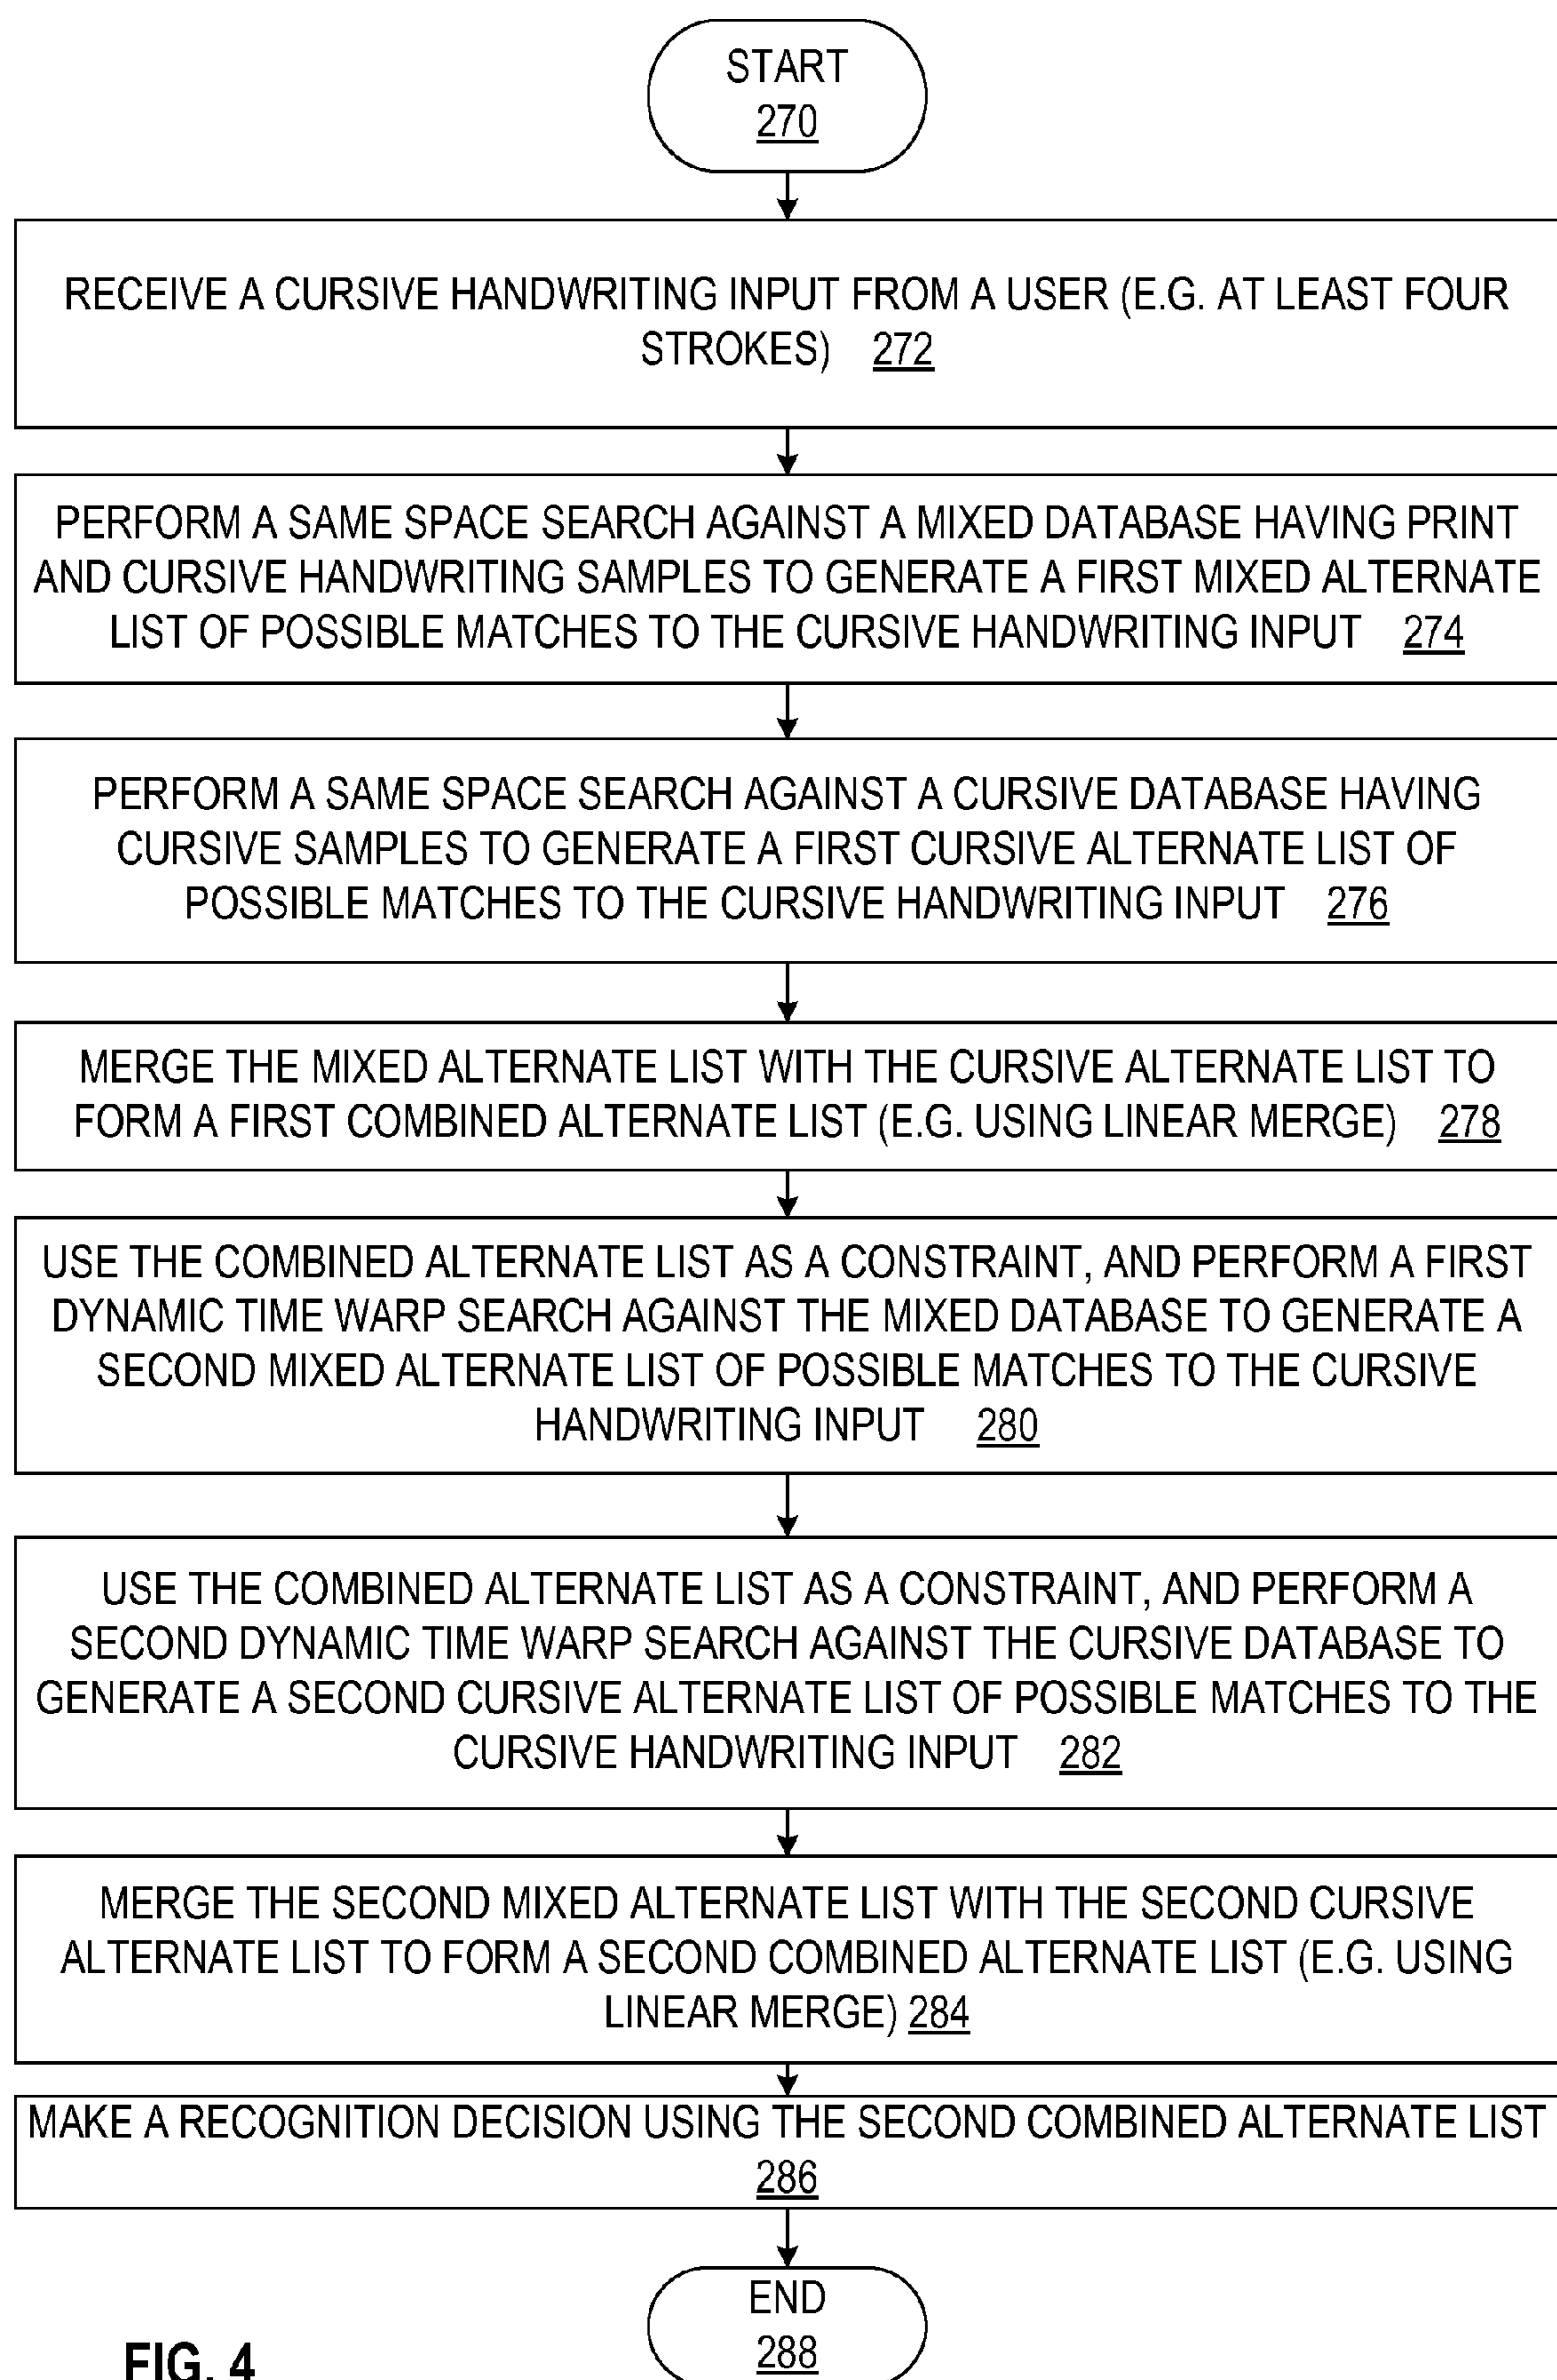 START
270
RECEIVE A CURSIVE HANDWRITING INPUT FROM A USER (E.G. AT LEAST FOUR
STROKES) 272
PERFORM A SAME SPACE SEARCH AGAINST A MIXED DATABASE HAVING PRINT
AND CURSIVE HANDWRITING SAMPLES TO GENERATE A FIRST MIXED ALTERNATE
LIST OF POSSIBLE MATCHES TO THE CURSIVE HANDWRITING INPUT 274
PERFORM A SAME SPACE SEARCH AGAINST A CURSIVE DATABASE HAVING
CURSIVE SAMPLES TO GENERATE A FIRST CURSIVE ALTERNATE LIST OF
POSSIBLE MATCHES TO THE CURSIVE HANDWRITING INPUT 276
MERGE THE MIXED ALTERNATE LIST WITH THE CURSIVE ALTERNATE LIST TO
FORM A FIRST COMBINED ALTERNATE LIST (E.G. USING LINEAR MERGE) 278
USE THE COMBINED ALTERNATE LIST AS A CONSTRAINT, AND PERFORM A FIRST
DYNAMIC TIME WARP SEARCH AGAINST THE MIXED DATABASE TO GENERATE A
SECOND MIXED ALTERNATE LIST OF POSSIBLE MATCHES TO THE CURSIVE
HANDWRITING INPUT 280
USE THE COMBINED ALTERNATE LIST AS A CONSTRAINT, AND PERFORM A
SECOND DYNAMIC TIME WARP SEARCH AGAINST THE CURSIVE DATABASE TO
GENERATE A SECOND CURSIVE ALTERNATE LIST OF POSSIBLE MATCHES TO THE
CURSIVE HANDWRITING INPUT 282
MERGE THE SECOND MIXED ALTERNATE LIST WITH THE SECOND CURSIVE
ALTERNATE LIST TO FORM A SECOND COMBINED ALTERNATE LIST (E.G. USING
LINEAR MERGE) 284
MAKE A RECOGNITION DECISION USING THE SECOND COMBINED ALTERNATE LIST
286
END
288
FIG. 4